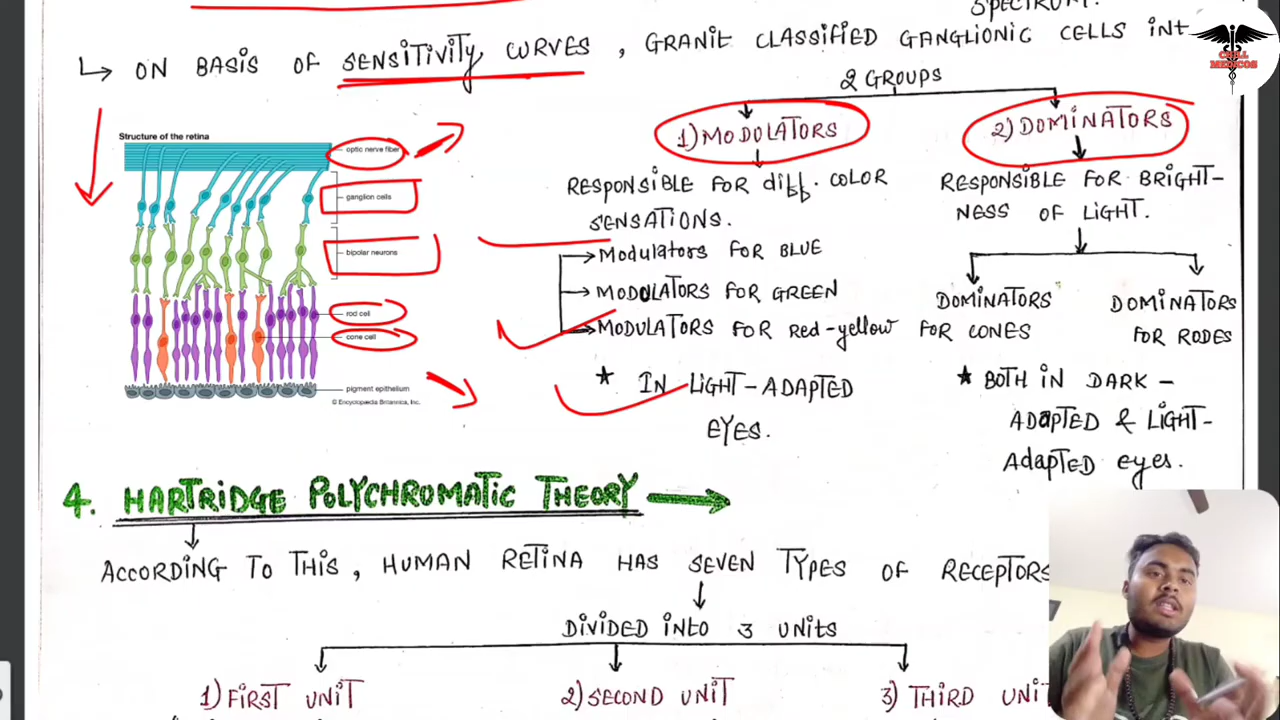 SPECTRUM.
↳ ON BASIS OF SENSITIVITY CURVES, GRANIT CLASSIFIED GANGLIONIC CELLS INT
2 GROUPS
1) MODULATORS
RESPONSIBLE FOR diff. COLOR
SENSATIONS.
→ Modulators FOR BLUE
→ MODULATORS FOR GREEN
→ MODULATORS FOR Red-yellow
* IN LIGHT-ADAPTED
EYES.
2) DOMINATORS
RESPONSIBLE FOR BRIGHT-
NESS OF LIGHT.
DOMINATORS
FOR CONES
DOMINATORS
FOR RODES
* BOTH IN DARK-
ADAPTED & LIGHT-
Adapted eyes.
Structure of the retina
optic nerve fiber
ganglion cells
bipolar neurons
rod cell
cone cell
pigment epithelium
© Encyclopædia Britannica, Inc.
4. HARTRIDGE POLYCHROMATIC THEORY →
ACCORDING TO THIS, HUMAN RETINA HAS SEVEN TYPES OF RECEPTORS
DIVIDED INTO 3 UNITS
1) FIRST UNIT
2) SECOND UNIT
3) THIRD UNI
CHILL
MEDICOS